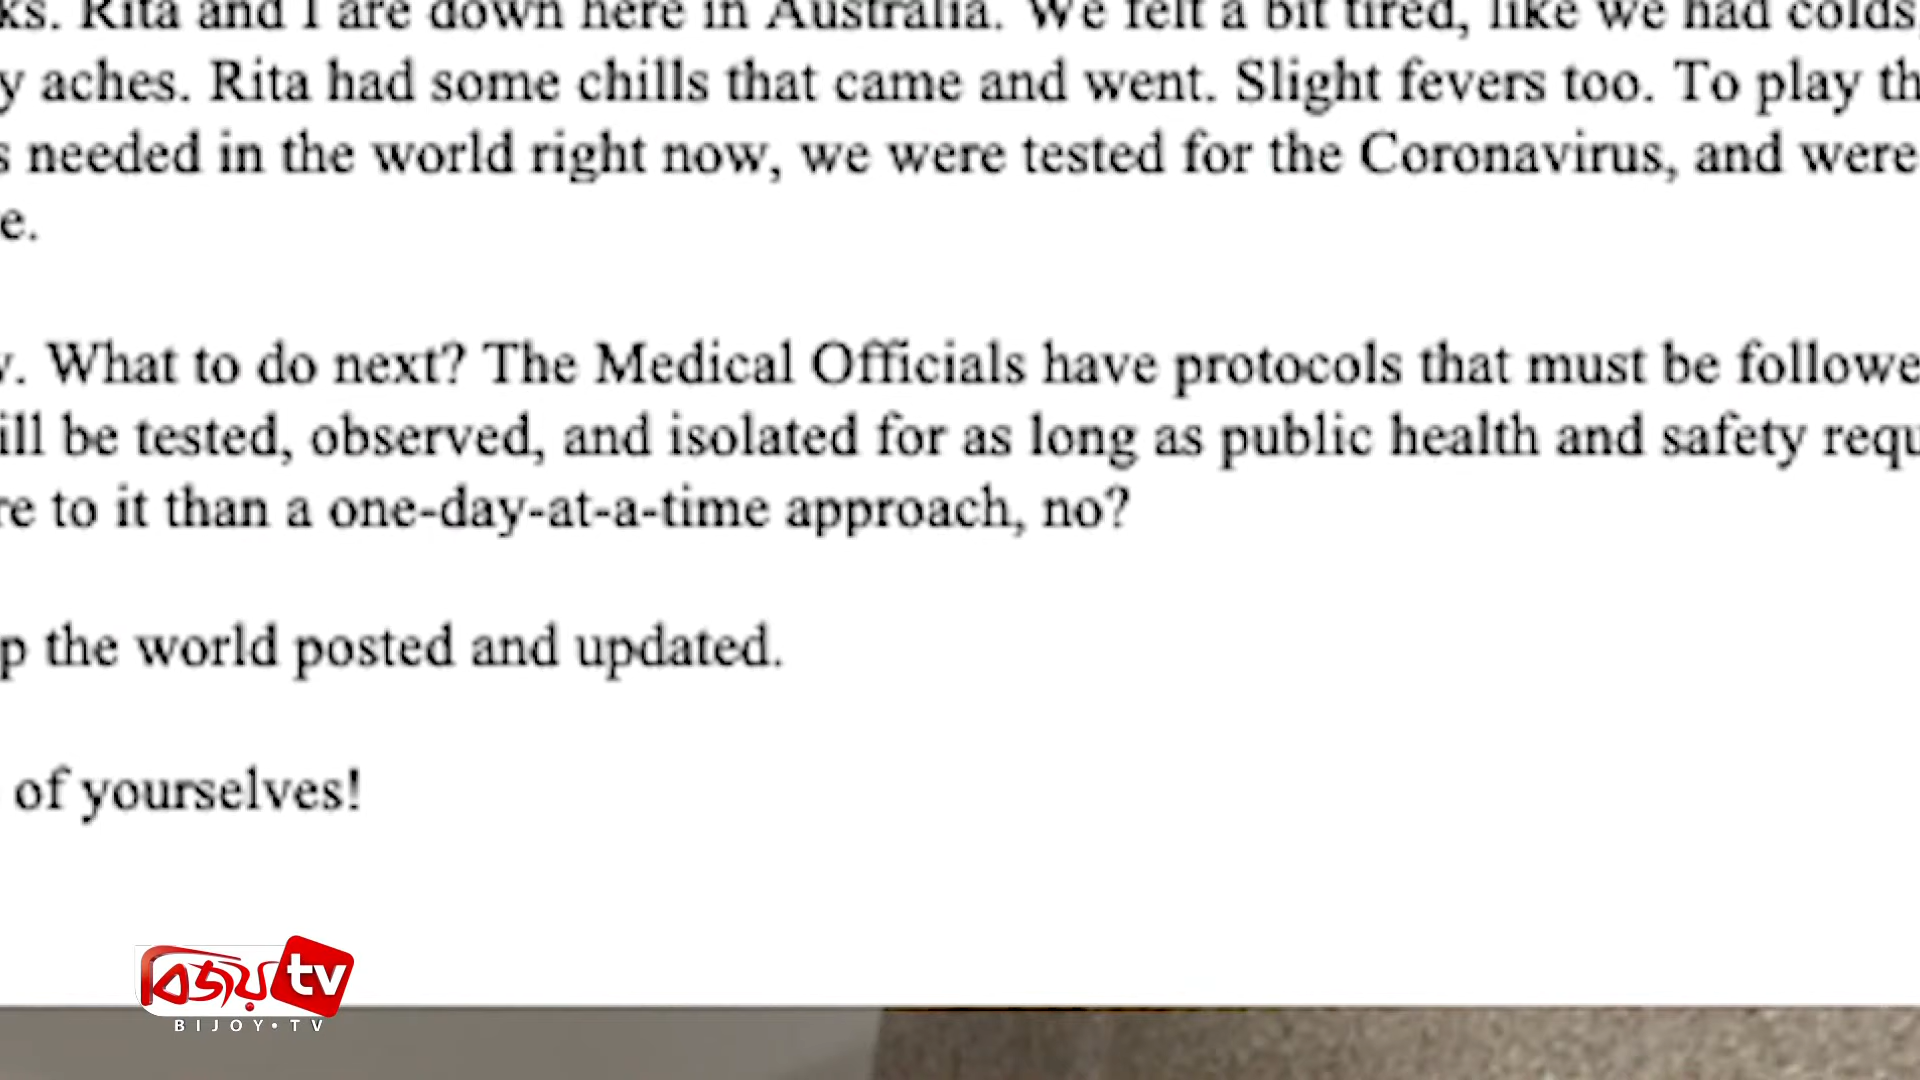 ks. Rita and I are down here in Australia. We felt a bit tired, like we had colds,
y aches. Rita had some chills that came and went. Slight fevers too. To play th
s needed in the world right now, we were tested for the Coronavirus, and were
e.
v. What to do next? The Medical Officials have protocols that must be followe
ill be tested, observed, and isolated for as long as public health and safety requ
re to it than a one-day-at-a-time approach, no?
p the world posted and updated.
of yourselves!
বিজয় tv
BIJOY•TV